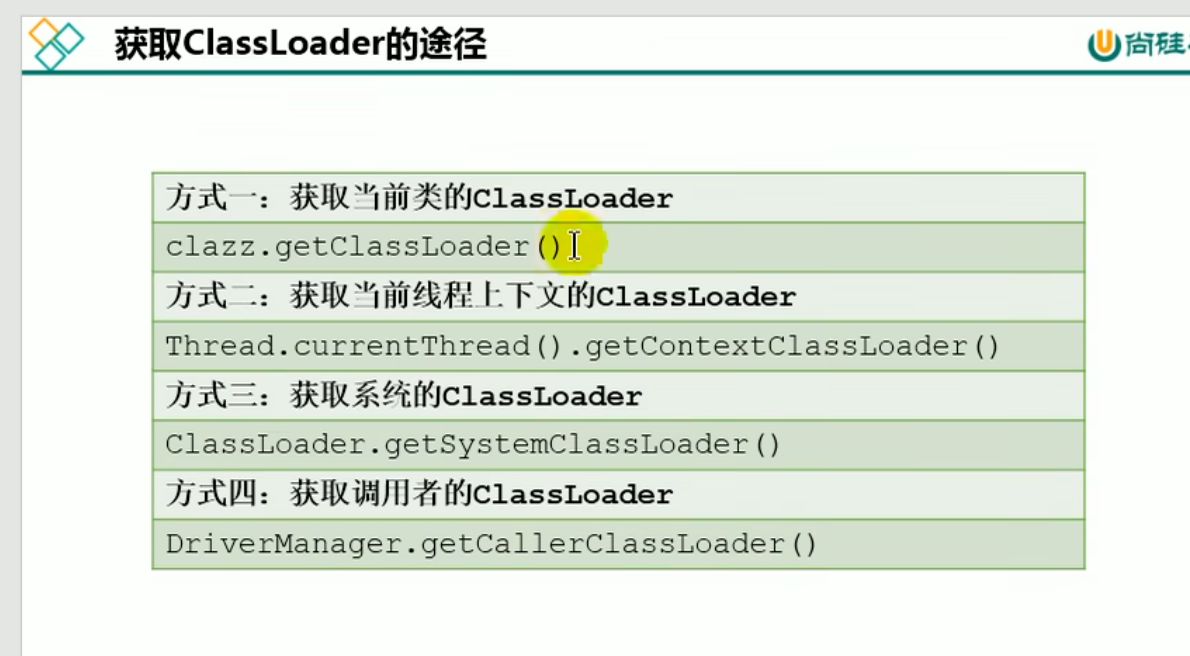 获取ClassLoader的途径
尚硅
方式一：获取当前类的ClassLoader
clazz.getClassLoader()
方式二：获取当前线程上下文的ClassLoader
Thread.currentThread().getContextClassLoader()
方式三：获取系统的ClassLoader
ClassLoader.getSystemClassLoader()
方式四：获取调用者的ClassLoader
DriverManager.getCallerClassLoader()